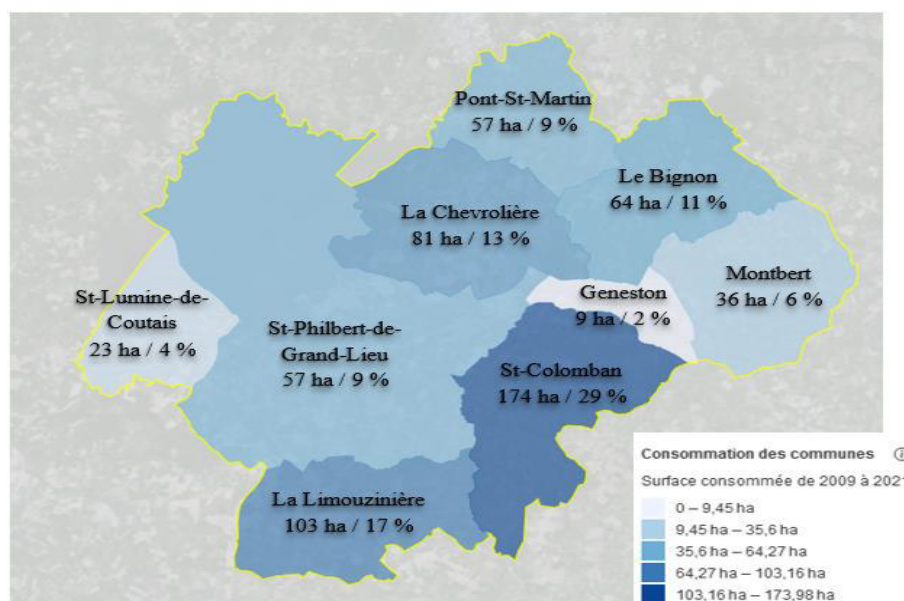 Pont-St-Martin
57 ha / 9 %
Le Bignon
64 ha / 11 %
La Chevrolière
81 ha / 13 %
Montbert
36 ha / 6 %
Geneston
9 ha / 2 %
St-Lumine-de-
Coutais
23 ha / 4 %
St-Philbert-de-
Grand-Lieu
57 ha / 9 %
St-Colomban
174 ha / 29 %
La Limouzinière
103 ha / 17 %
Consommation des communes
Surface consommée de 2009 à 2021
0 – 9,45 ha
9,45 ha – 35,6 ha
35,6 ha – 64,27 ha
64,27 ha – 103,16 ha
103,16 ha – 173,98 ha